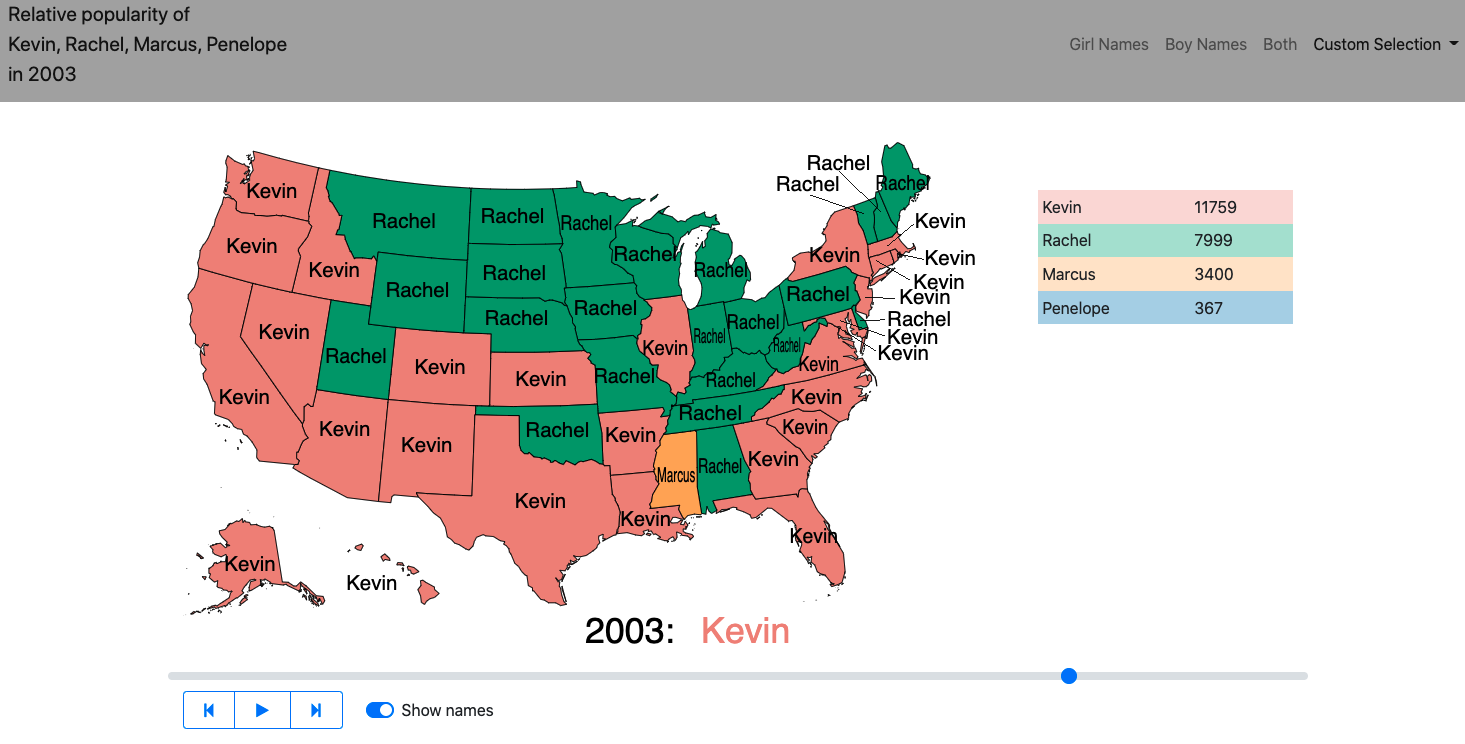 Relative popularity of
Kevin, Rachel, Marcus, Penelope
in 2003
Girl Names Boy Names Both Custom Selection
Rachel
Rachel
Rachel
Kevin
Rachel
Rachel
Rachel
Kevin
Kevin
Rachel
Kevin
Kevin
Kevin
Rachel
Rachel
Kevin
Rachel
Kevin
Kevin
Rachel
Rachel
Rachel
Rachel
Rachel
Kevin
Kevin
Rachel
Rachel
Rachel
Kevin
Kevin
Rachel
Kevin
Kevin
Kevin
Rachel
Rachel
Kevin
Kevin
Kevin
Rachel
Kevin
Kevin
Rachel
Kevin
Kevin
Kevin
Marcus
Rachel
Kevin
Kevin
Kevin
Kevin
Kevin
Kevin
Kevin 11759
Rachel 7999
Marcus 3400
Penelope 367
2003: Kevin
Show names